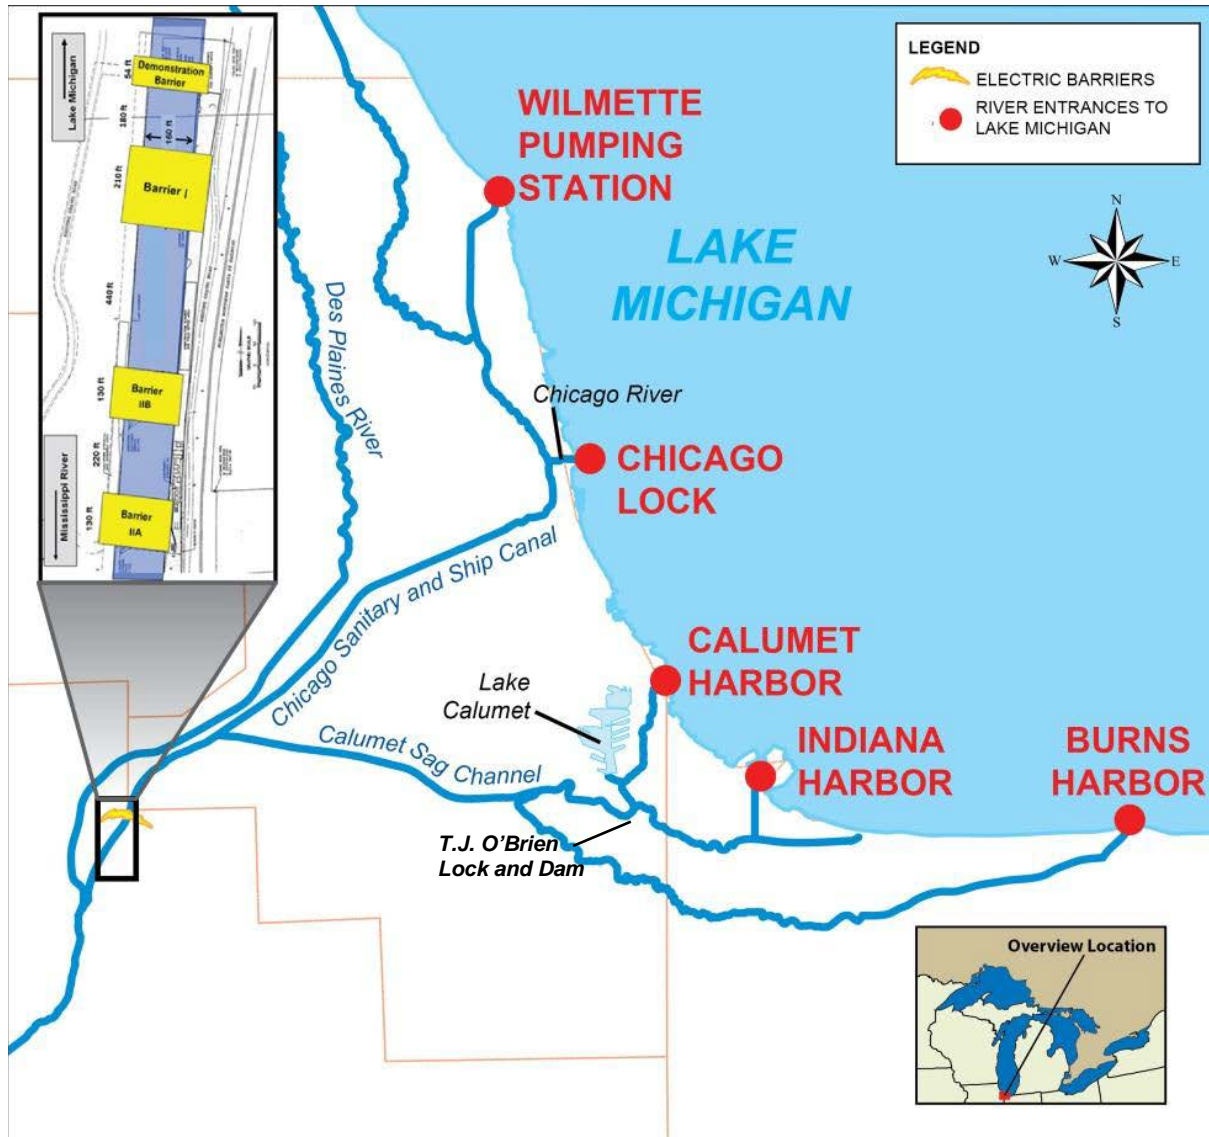 Lake Michigan
54 ft
Demonstration
Barrier
180 ft
160 ft
210 ft
Barrier I
440 ft
130 ft
Barrier
IIB
220 ft
Mississippi River
130 ft
Barrier
IIA
LEGEND
ELECTRIC BARRIERS
RIVER ENTRANCES TO
LAKE MICHIGAN
WILMETTE
PUMPING
STATION
LAKE
MICHIGAN
N
W
E
S
Des Plaines
River
Chicago River
CHICAGO
LOCK
Chicago Sanitary and Ship Canal
CALUMET
HARBOR
Lake
Calumet
Calumet Sag Channel
INDIANA
HARBOR
BURNS
HARBOR
T.J. O'Brien
Lock and Dam
Overview Location